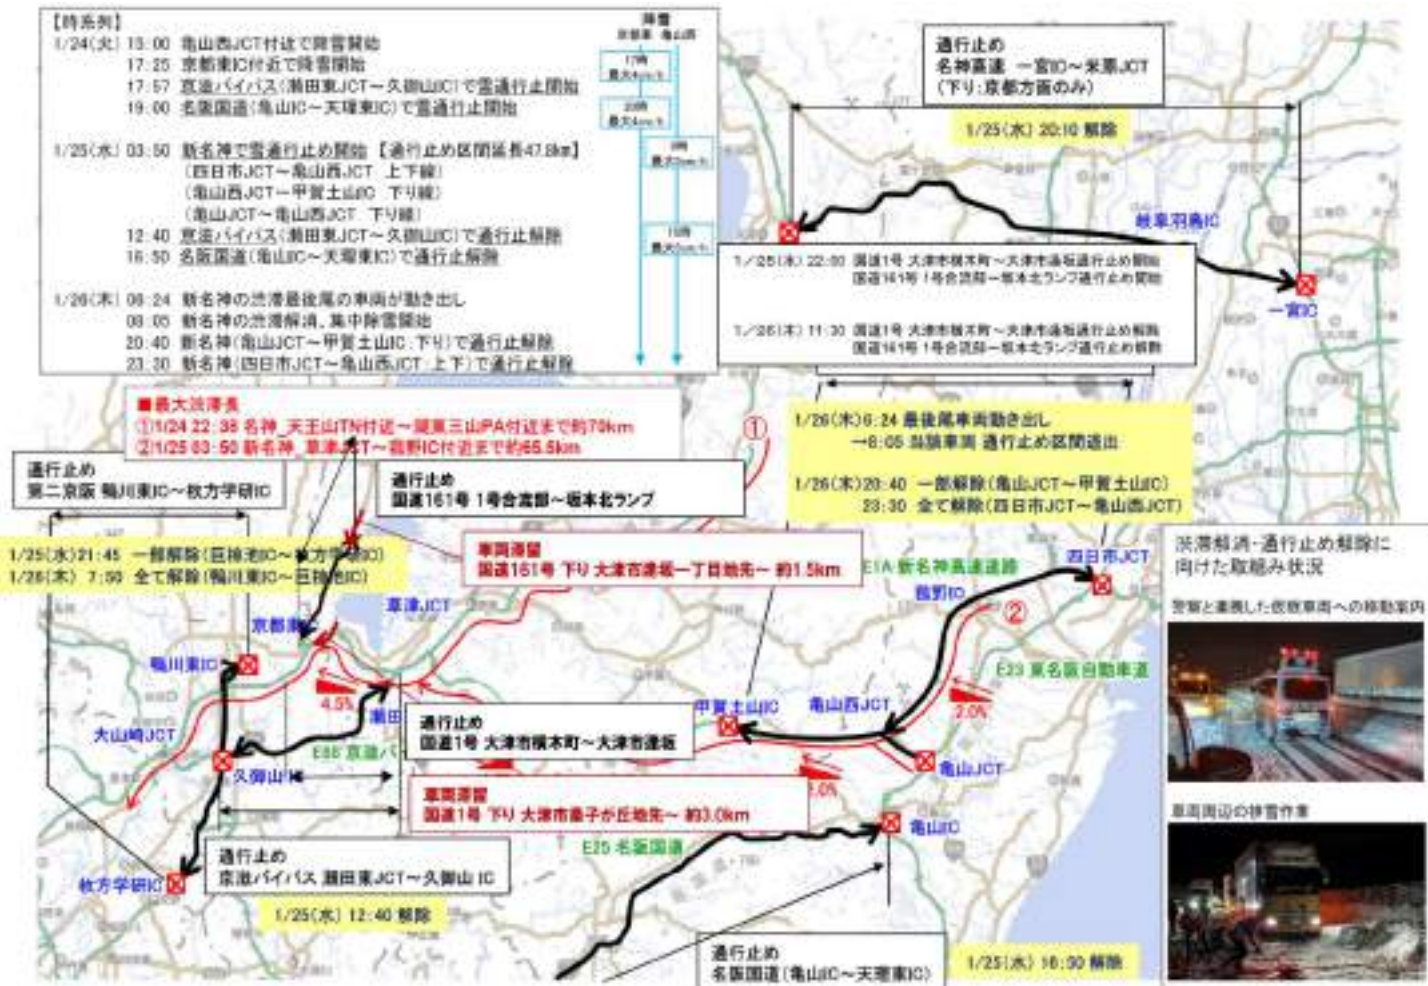 【時系列】
1/24(火) 13:00 亀山西JCT付近で降雪開始
17:25 京都東IC付近で降雪開始
17:57 京滋バイパス(瀬田東JCT～久御山IC)で雪通行止開始
19:00 名阪国道(亀山IC～天理東IC)で雪通行止開始
1/25(水) 03:50 新名神で雪通行止め開始 【通行止め区間延長47.8km】
(四日市JCT～亀山西JCT 上下線)
(亀山西JCT～甲賀土山IC 下り線)
(亀山JCT～亀山西JCT 下り線)
12:40 京滋バイパス(瀬田東JCT～久御山IC)で通行止解除
16:50 名阪国道(亀山IC～天理東IC)で通行止解除
1/26(木) 06:24 新名神の渋滞最後尾の車両が動き出し
08:05 新名神の渋滞解消、集中除雪開始
20:40 新名神(亀山JCT～甲賀土山IC：下り)で通行止解除
23:30 新名神(四日市JCT～亀山西JCT：上下)で通行止解除
降雪
京都東 亀山西
17時
最大4cm/h
20時
最大4cm/h
通行止め
名神高速 一宮IC～米原JCT
(下り：京都方面のみ)
1/25(水) 20:10 解除
岐阜羽島IC
一宮IC
1/25(水) 22:00 国道1号 大津市横木町～大津市逢坂通行止め開始
国道161号 1号合流部～坂本北ランプ通行止め開始
1/26(木) 11:30 国道1号 大津市横木町～大津市逢坂通行止め解除
国道161号 1号合流部～坂本北ランプ通行止め解除
■最大渋滞長
①1/24 22:38 名神_天王山TN付近～湖東三山PA付近まで約70km
②1/25 03:50 新名神_草津JCT～菰野IC付近まで約65.5km
①
1/26(木)6:24 最後尾車両動き出し
→8:05 当該車両 通行止め区間退出
1/26(木)20:40 一部解除(亀山JCT～甲賀土山IC)
23:30 全て解除(四日市JCT～亀山西JCT)
通行止め
第二京阪 鴨川東IC～枚方学研IC
通行止め
国道161号 1号合流部～坂本北ランプ
1/25(水)21:45 一部解除(巨椋池IC～枚方学研IC)
1/26(木) 7:50 全て解除(鴨川東IC～巨椋池IC)
車両滞留
国道161号 下り 大津市逢坂一丁目地先～ 約1.5km
E1A 新名神高速道路
四日市JCT
菰野IC
②
渋滞解消・通行止め解除に
向けた取組み状況
警察と連携した後続車両への移動案内
草津JCT
京都東
鴨川東IC
4.5%
瀬田
E23 東名阪自動車道
2.0%
甲賀土山IC
亀山西JCT
大山崎JCT
通行止め
国道1号 大津市横木町～大津市逢坂
E88 京滋バ
久御山IC
亀山JCT
車両滞留
国道1号 下り 大津市茶子が丘地先～ 約3.0km
亀山IC
E25 名阪国道
車両周辺の排雪作業
枚方学研IC
通行止め
京滋バイパス 瀬田東JCT～久御山 IC
1/25(水) 12:40 解除
通行止め
名阪国道(亀山IC～天理東IC)
1/25(水) 16:50 解除